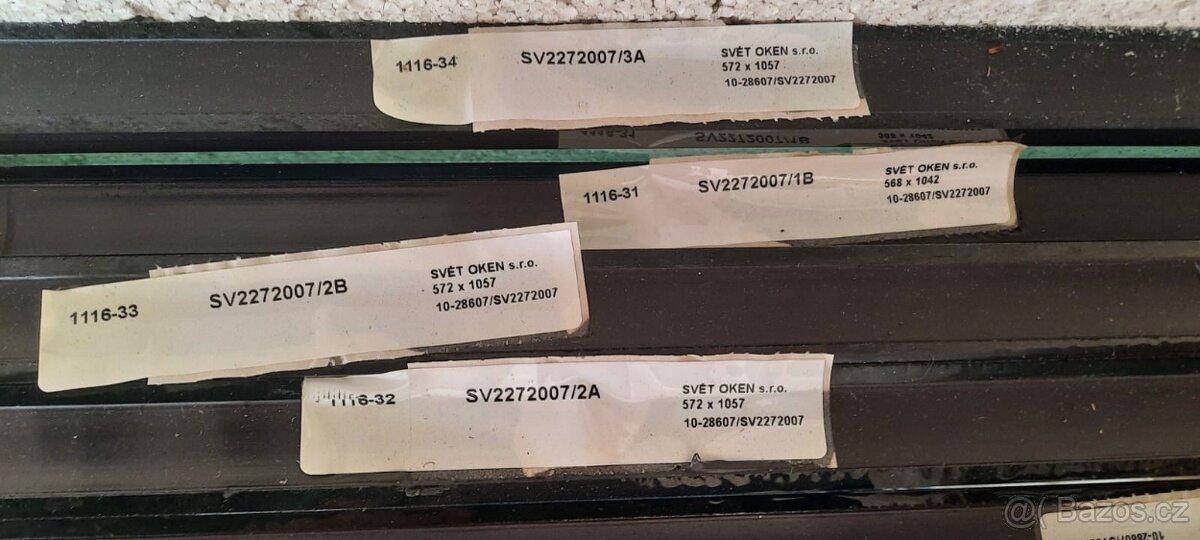 1116-34
SV2272007/3A
SVĚT OKEN s.r.o.
572 x 1057
10-28607/SV2272007
1116-31
SV2272007/1B
SVĚT OKEN s.r.o.
568 x 1042
10-28607/SV2272007
1116-33
SV2272007/2B
SVĚT OKEN s.r.o.
572 x 1057
10-28607/SV2272007
1116-32
SV2272007/2A
SVĚT OKEN s.r.o.
572 x 1057
10-28607/SV2272007
@( Bazoš.cz